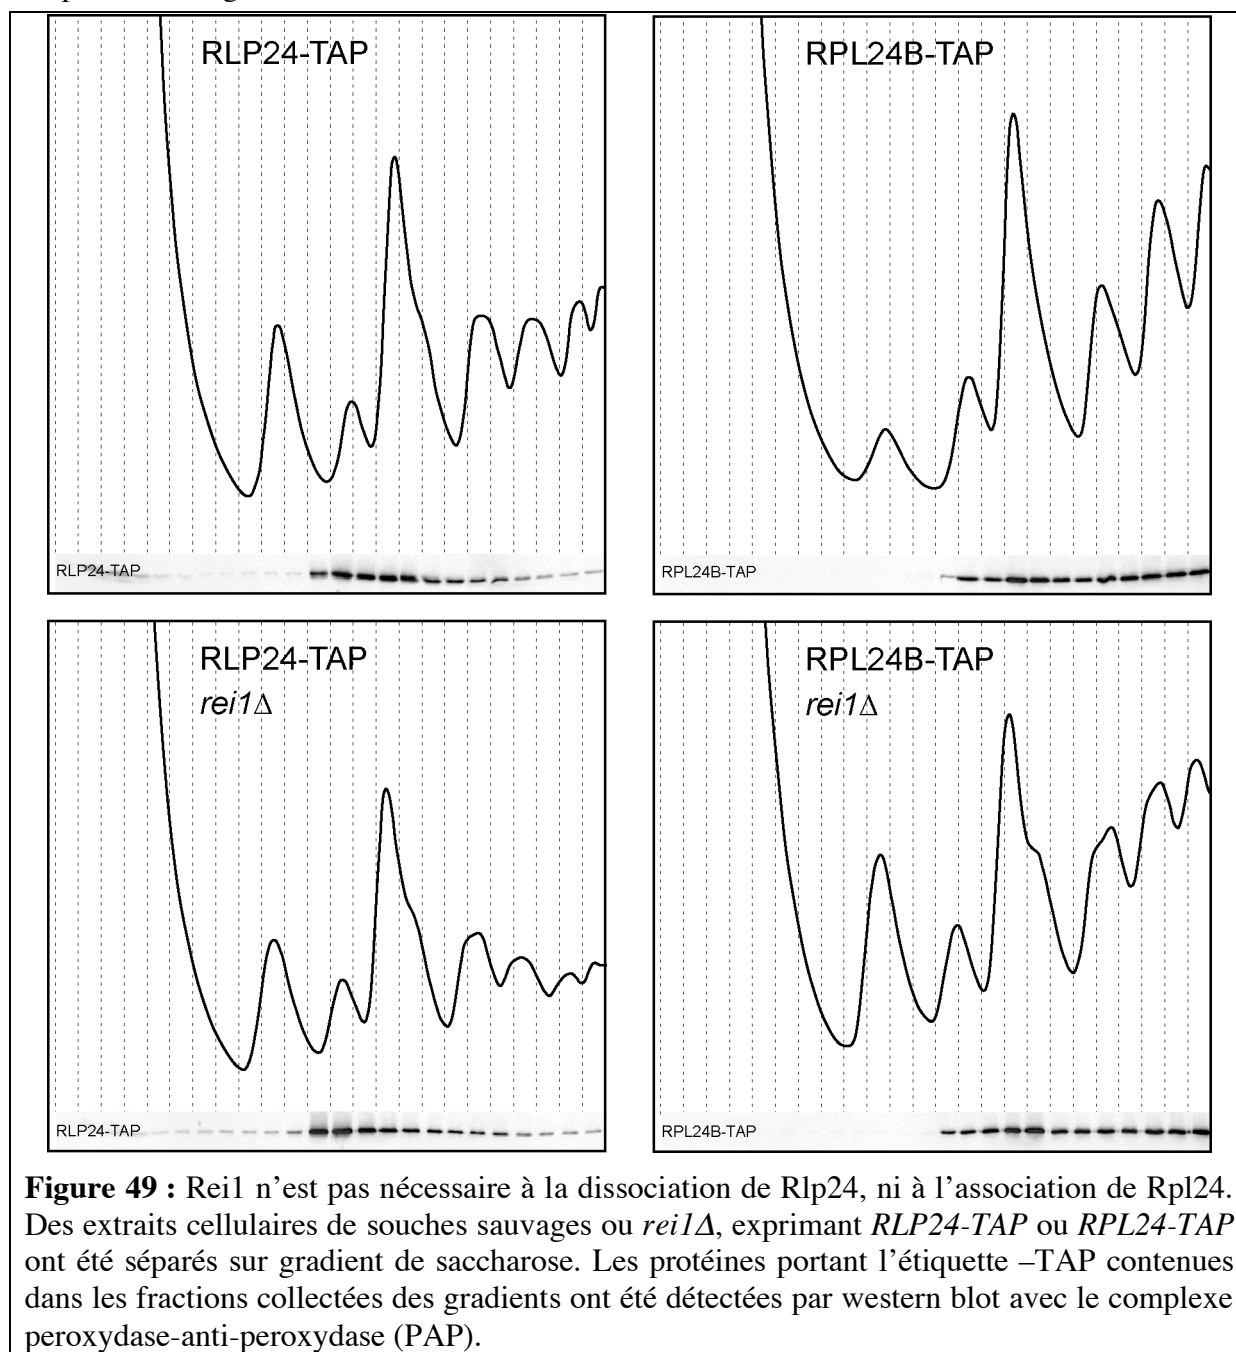 RLP24-TAP
RPL24B-TAP
RLP24-TAP
RPL24B-TAP
RLP24-TAP
rei1Δ
RPL24B-TAP
rei1Δ
RLP24-TAP
RPL24B-TAP
Figure 49 : Rei1 n’est pas nécessaire à la dissociation de Rlp24, ni à l’association de Rpl24.
Des extraits cellulaires de souches sauvages ou rei1Δ, exprimant RLP24-TAP ou RPL24-TAP
ont été séparés sur gradient de saccharose. Les protéines portant l’étiquette –TAP contenues
dans les fractions collectées des gradients ont été détectées par western blot avec le complexe
peroxydase-anti-peroxydase (PAP).